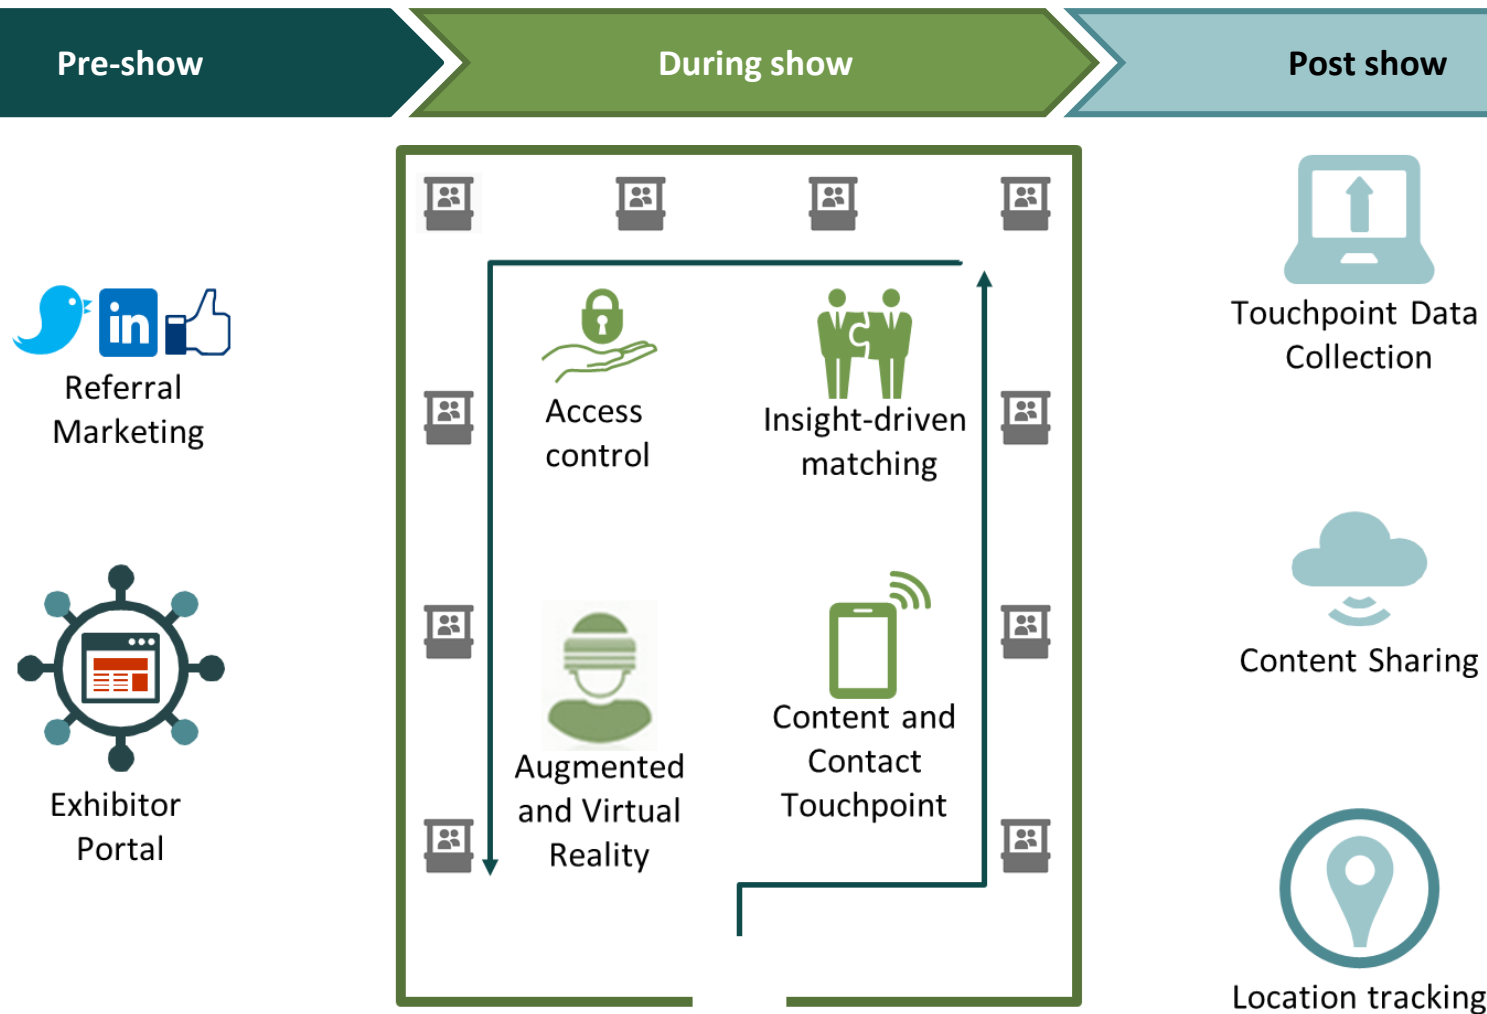 Pre-show
During show
Post show
in
Referral
Marketing
Exhibitor
Portal
Access
control
Insight-driven
matching
Augmented
and Virtual
Reality
Content and
Contact
Touchpoint
Touchpoint Data
Collection
Content Sharing
Location tracking